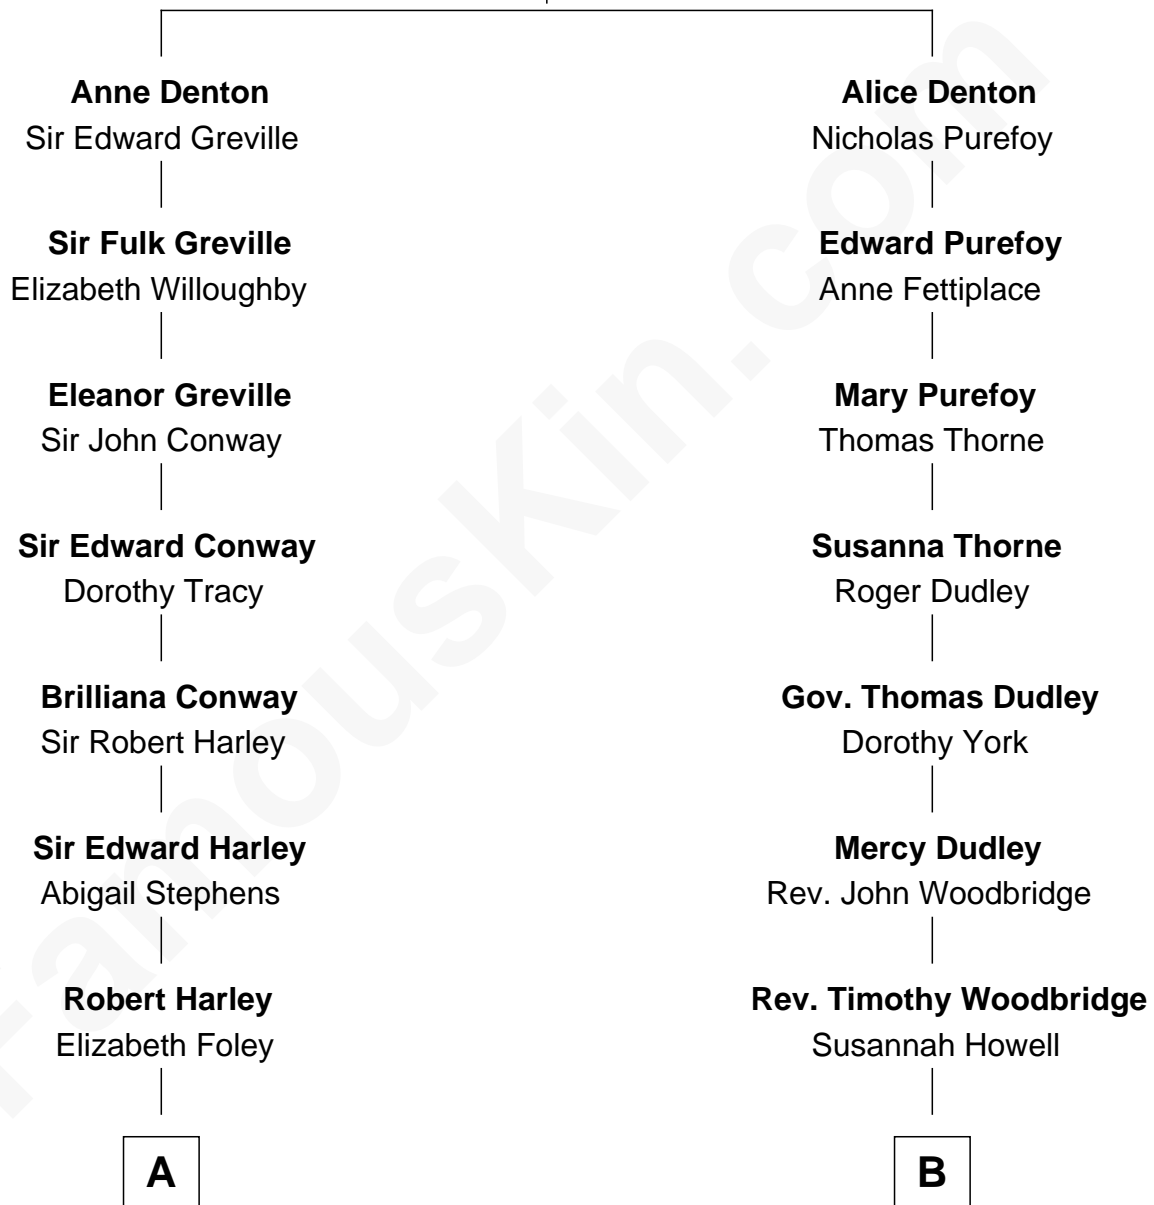 Anne Denton
Sir Edward Greville
Sir Fulk Greville
Elizabeth Willoughby
Eleanor Greville
Sir John Conway
Sir Edward Conway
Dorothy Tracy
Brilliana Conway
Sir Robert Harley
Sir Edward Harley
Abigail Stephens
Robert Harley
Elizabeth Foley
A
Alice Denton
Nicholas Purefoy
Edward Purefoy
Anne Fettiplace
Mary Purefoy
Thomas Thorne
Susanna Thorne
Roger Dudley
Gov. Thomas Dudley
Dorothy York
Mercy Dudley
Rev. John Woodbridge
Rev. Timothy Woodbridge
Susannah Howell
B
FamousKin.com